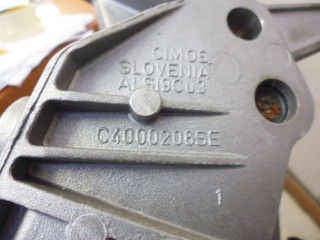 CIMOS
SLOVENIA
ALSI9CU3
C4000206SE
1